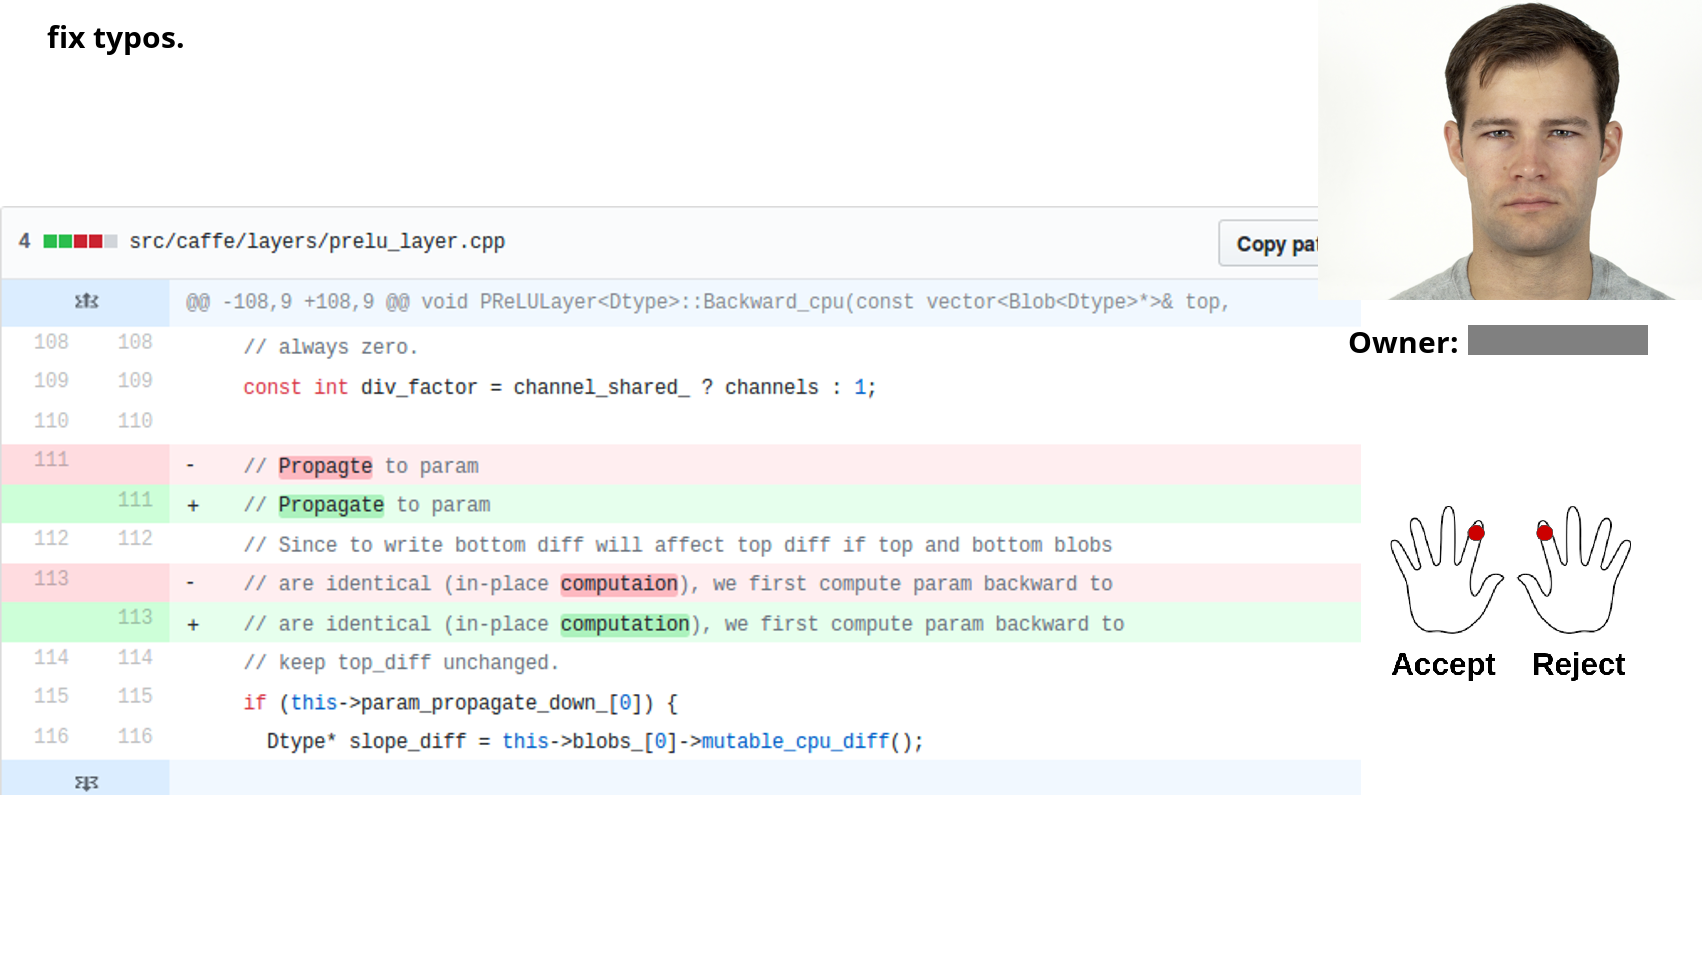 fix typos.
4 src/caffe/layers/prelu_layer.cpp
Copy pa
@@ -108,9 +108,9 @@ void PReLULayer<Dtype>::Backward_cpu(const vector<Blob<Dtype>*>& top,
108 108 // always zero.
109 109 const int div_factor = channel_shared_ ? channels : 1;
110 110
111 - // Propagte to param
111 + // Propagate to param
112 112 // Since to write bottom diff will affect top diff if top and bottom blobs
113 - // are identical (in-place computaion), we first compute param backward to
113 + // are identical (in-place computation), we first compute param backward to
114 114 // keep top_diff unchanged.
115 115 if (this->param_propagate_down_[0]) {
116 116 Dtype* slope_diff = this->blobs_[0]->mutable_cpu_diff();
Owner:
Accept Reject